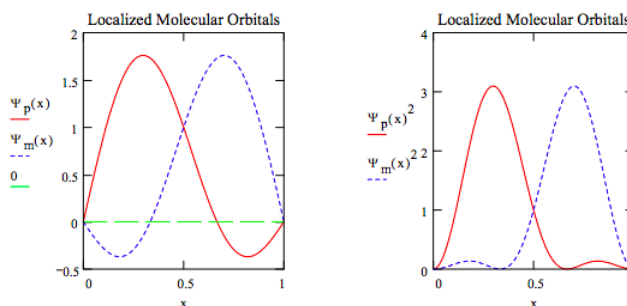 Localized Molecular Orbitals
2
1.5
1
0.5
0
−0.5
Ψp(x)
Ψm(x)
0
0 0.5 1
x
Localized Molecular Orbitals
4
3
2
1
0
Ψp(x)²
Ψm(x)²
0 0.5
x